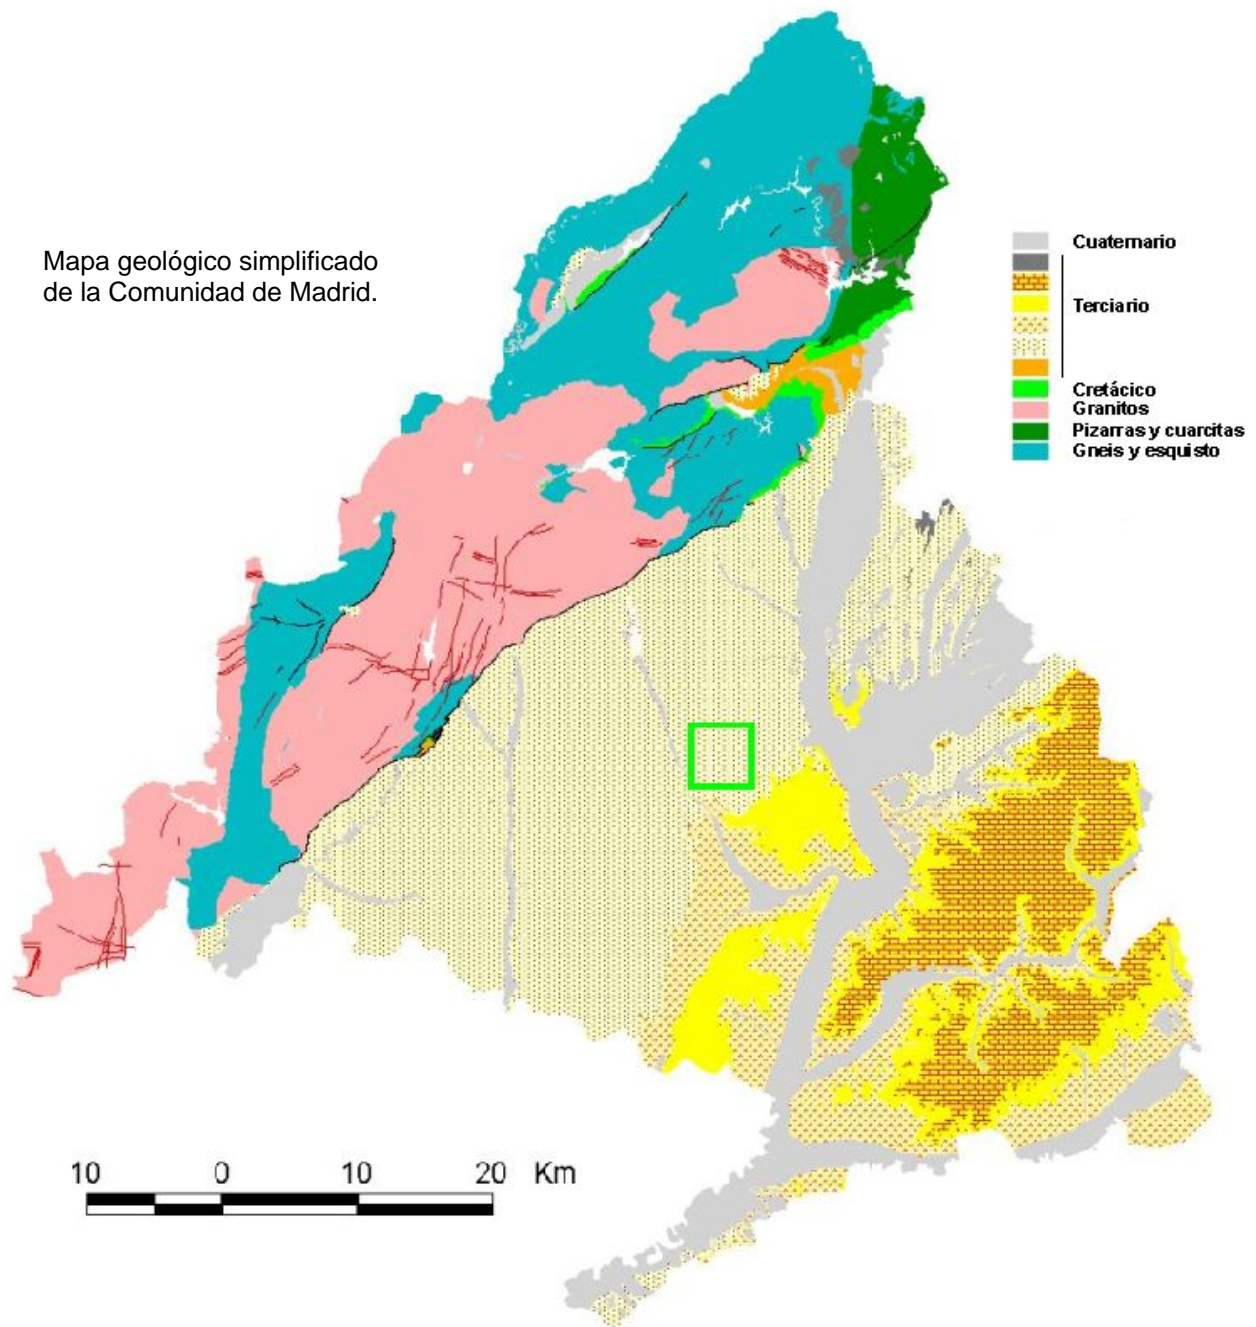 Mapa geológico simplificado
de la Comunidad de Madrid.
Cuaternario
Terciario
Cretácico
Granitos
Pizarras y cuarcitas
Gneis y esquisto
10 0 10 20 Km